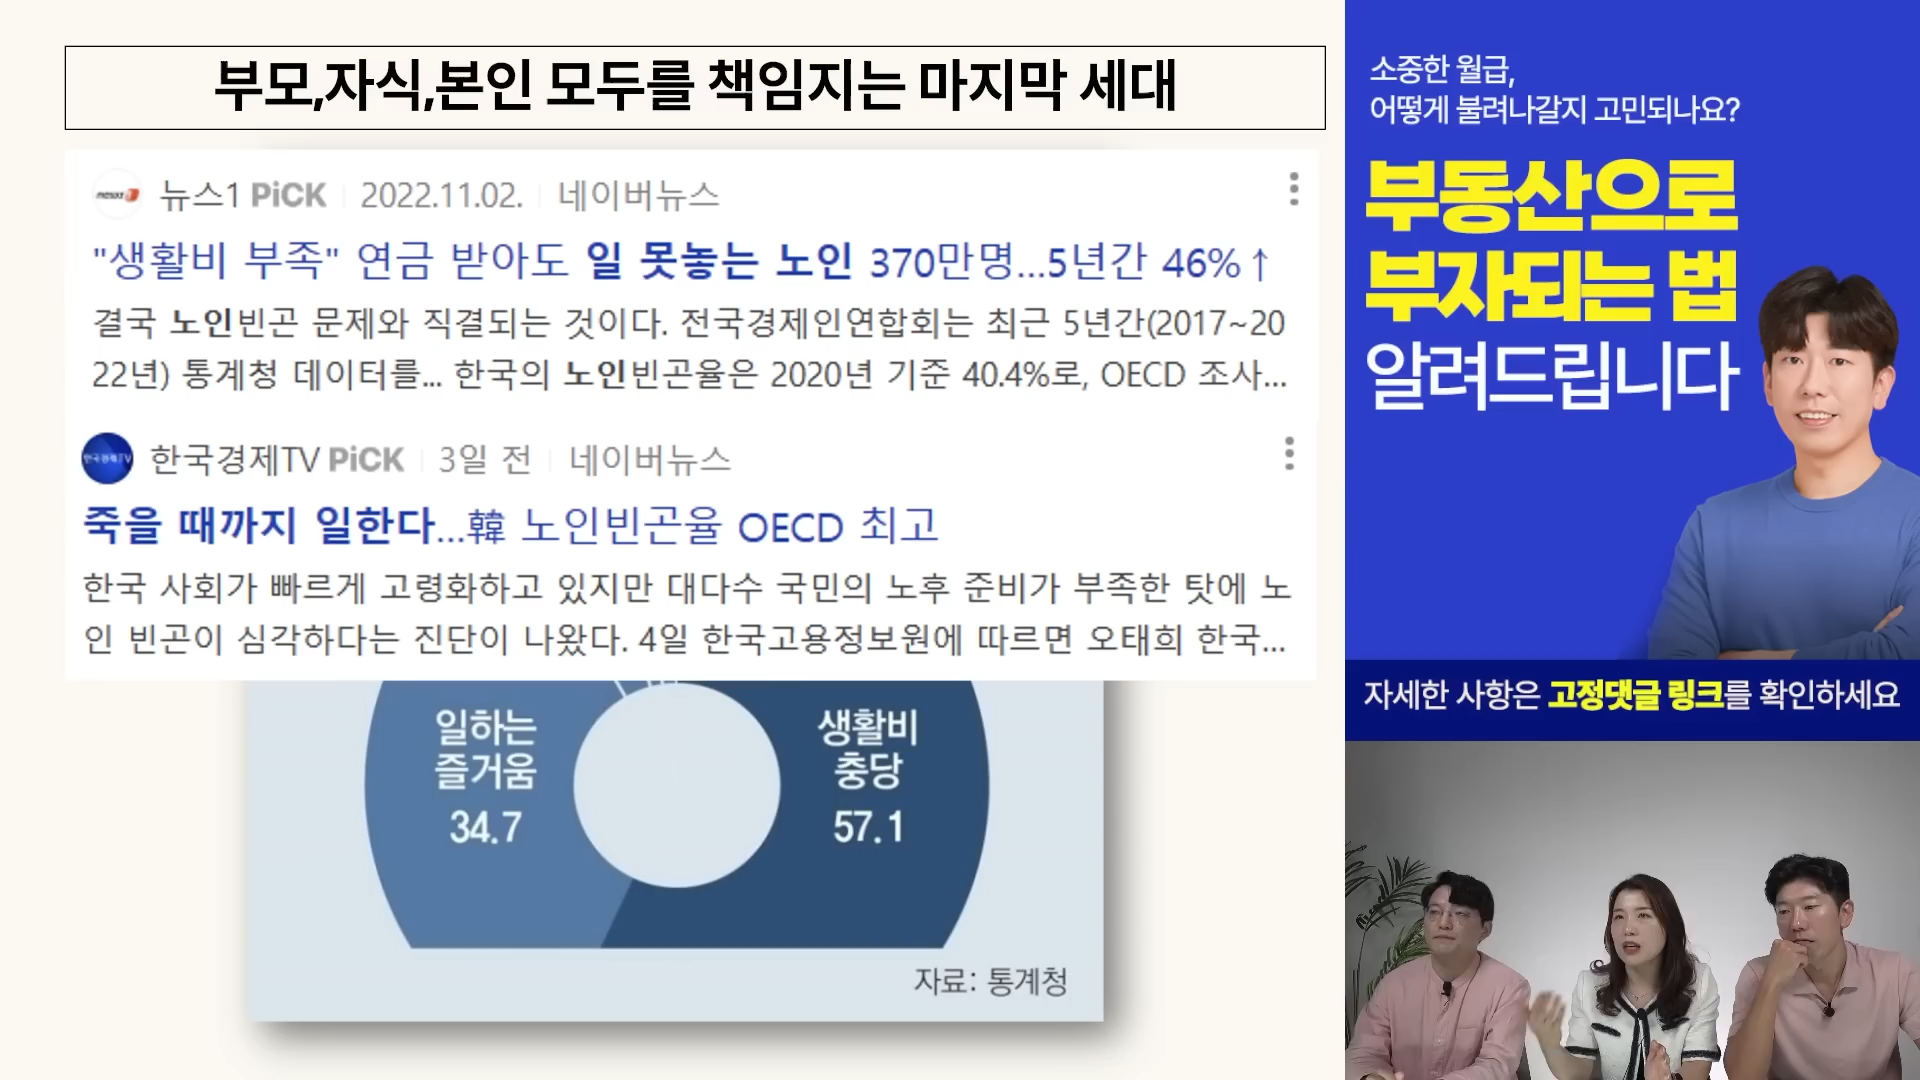 부모,자식,본인 모두를 책임지는 마지막 세대
news1 뉴스1 PiCK 2022.11.02. 네이버뉴스
"생활비 부족" 연금 받아도 일 못놓는 노인 370만명...5년간 46%↑
결국 노인빈곤 문제와 직결되는 것이다. 전국경제인연합회는 최근 5년간(2017~20
22년) 통계청 데이터를... 한국의 노인빈곤율은 2020년 기준 40.4%로, OECD 조사...
한국경제TV 한국경제TV PiCK 3일 전 네이버뉴스
죽을 때까지 일한다...韓 노인빈곤율 OECD 최고
한국 사회가 빠르게 고령화하고 있지만 대다수 국민의 노후 준비가 부족한 탓에 노
인 빈곤이 심각하다는 진단이 나왔다. 4일 한국고용정보원에 따르면 오태희 한국...
일하는
즐거움
34.7
생활비
충당
57.1
자료: 통계청
소중한 월급,
어떻게 불려나갈지 고민되나요?
부동산으로
부자되는 법
알려드립니다
자세한 사항은 고정댓글 링크를 확인하세요